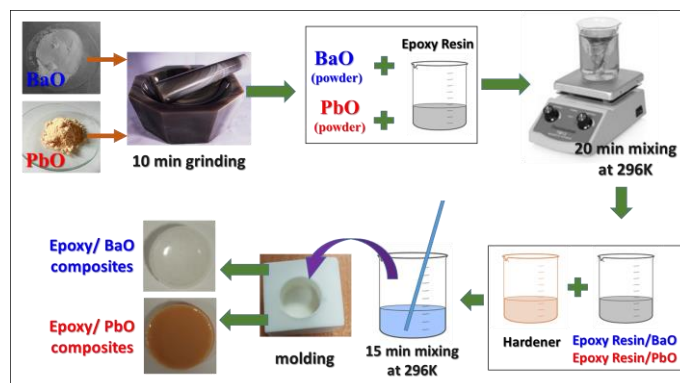 BaO
PbO
10 min grinding
BaO
(powder)
PbO
(powder)
Epoxy Resin
20 min mixing
at 296K
Epoxy/ BaO
composites
Epoxy/ PbO
composites
molding
15 min mixing
at 296K
Hardener
Epoxy Resin/BaO
Epoxy Resin/PbO